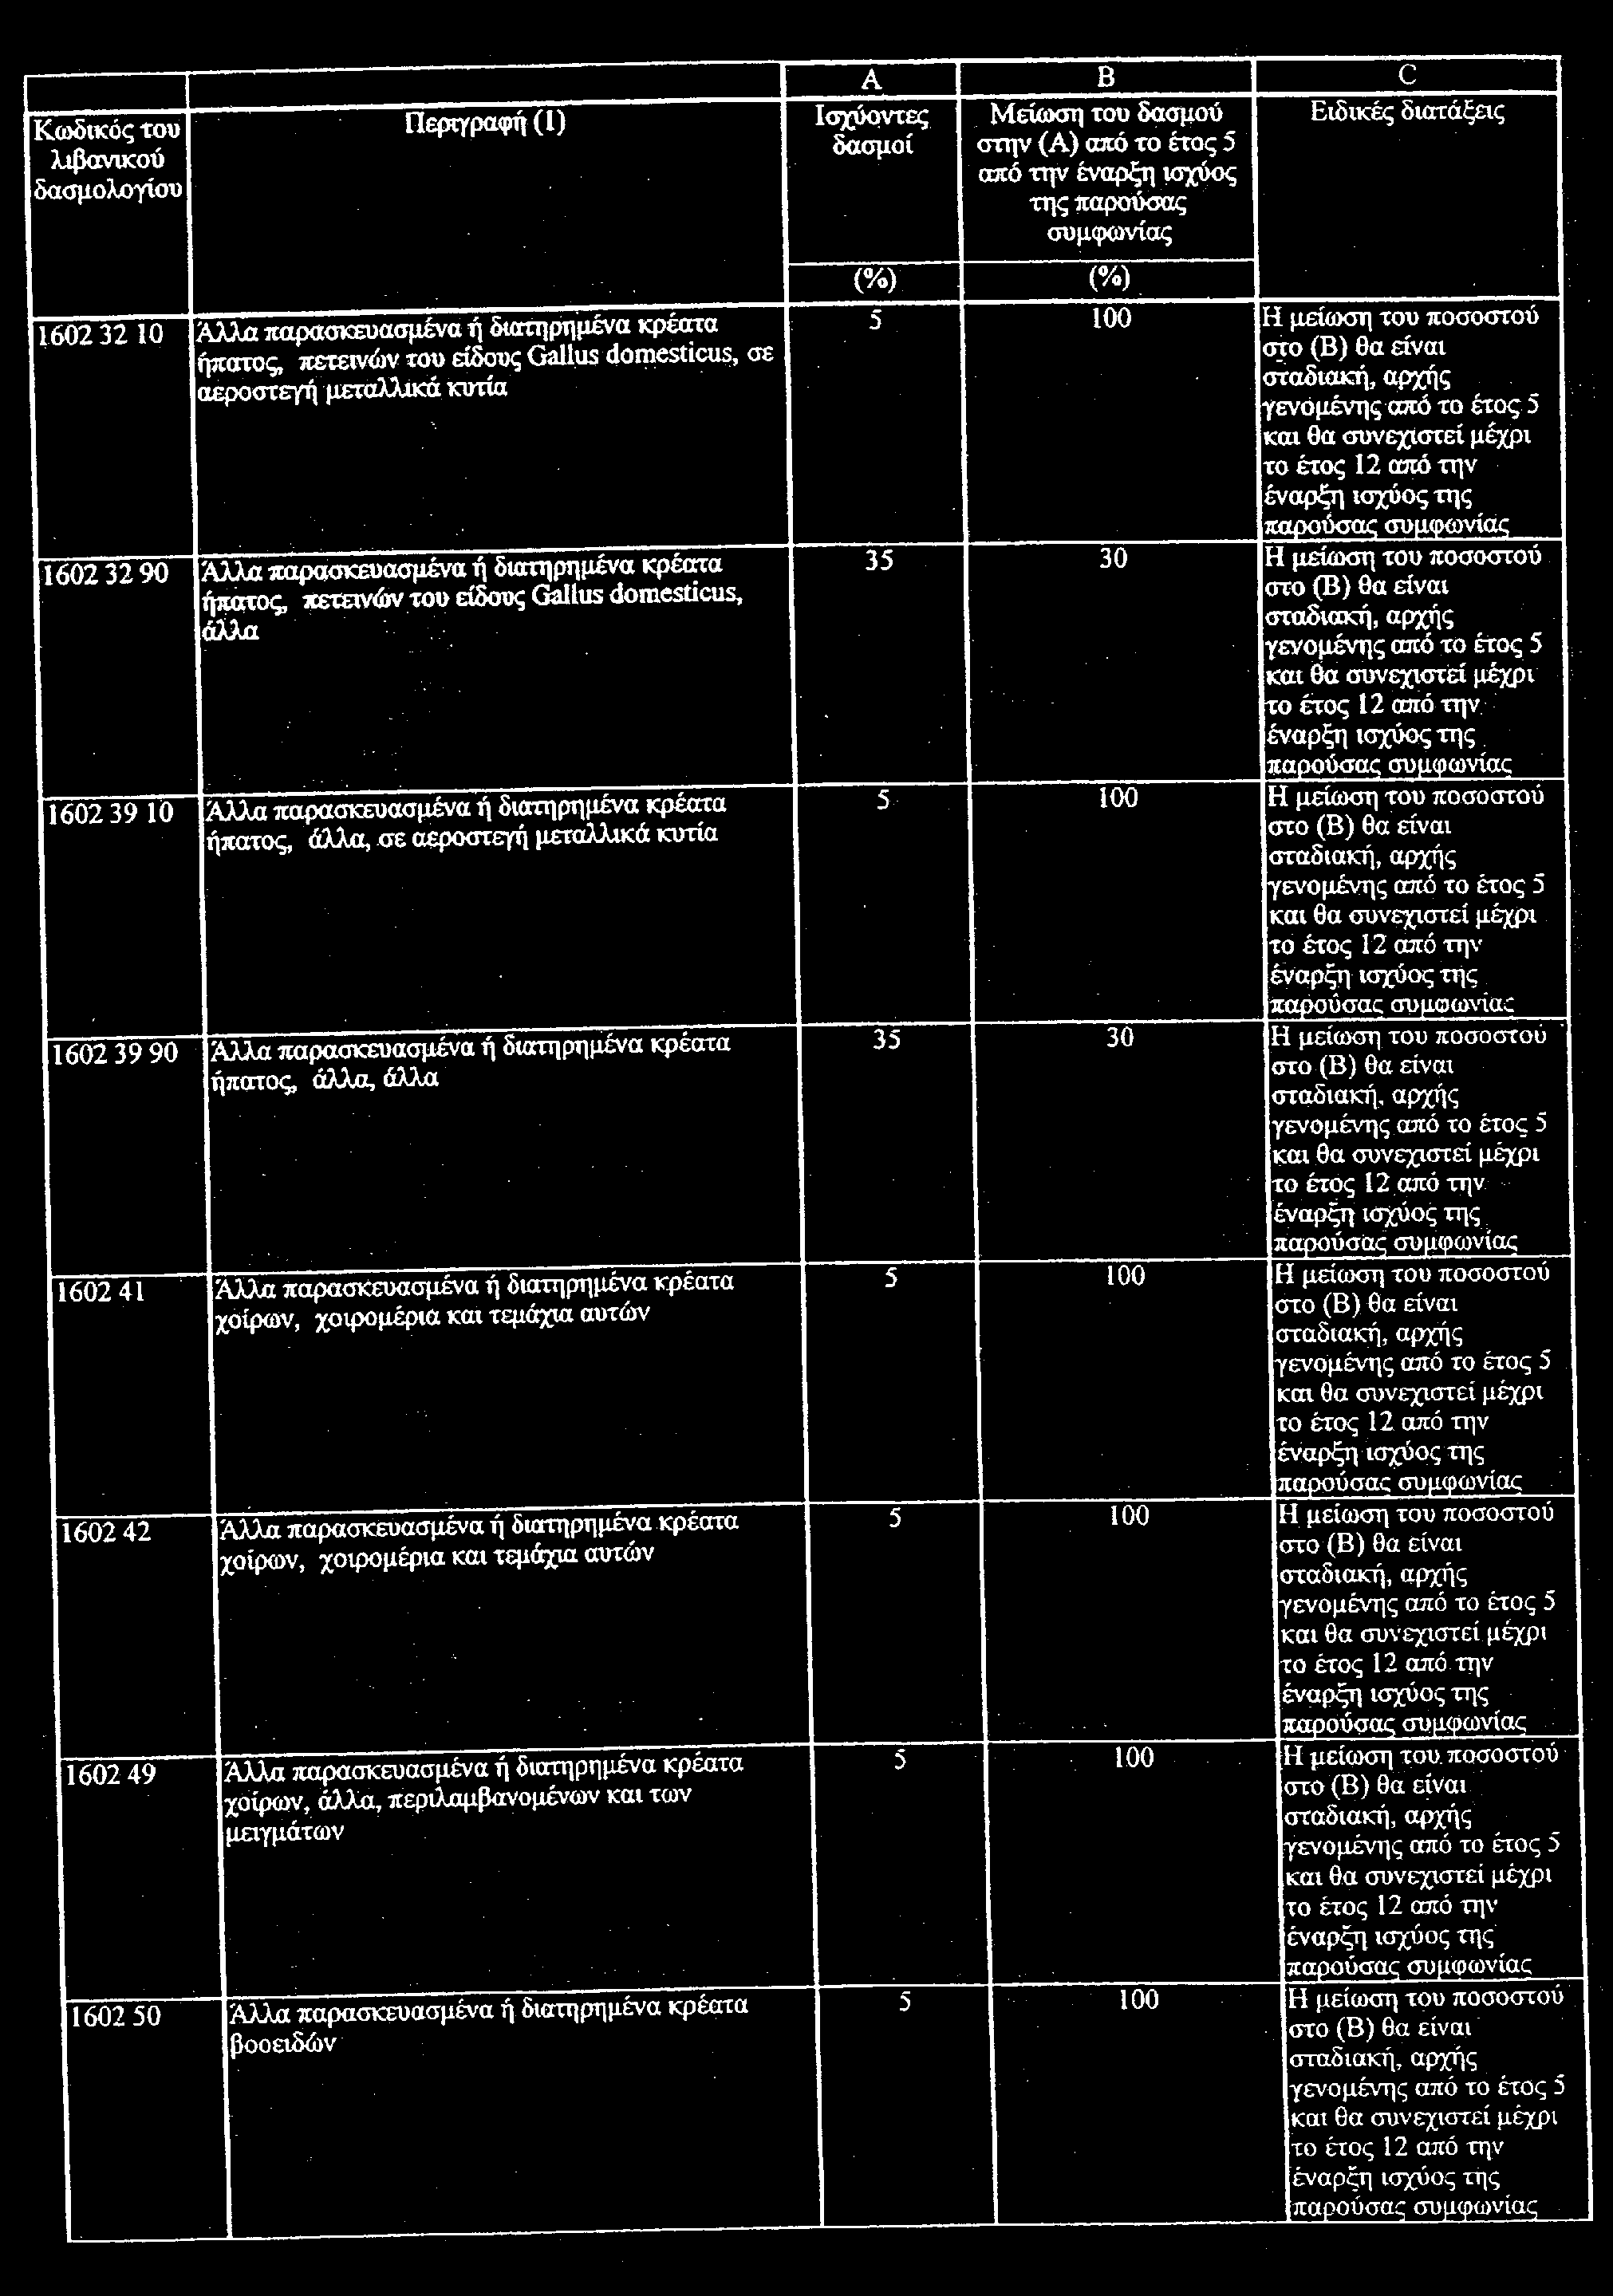 A B C
Κωδικός του
λιβανικού
δασμολογίου
Περιγραφή (1)
Ισχύοντες
δασμοί
Μείωση του δασμού
στην (Α) από το έτος 5
από την έναρξη ισχύος
της παρούσας
συμφωνίας
Ειδικές διατάξεις
(%) (%)
1602 32 10
Άλλα παρασκευασμένα ή διατηρημένα κρέατα
ήπατος, πετεινών του είδους Gallus domesticus, σε
αεροστεγή μεταλλικά κυτία
5
100
Η μείωση του ποσοστού
στο (Β) θα είναι
σταδιακή, αρχής
γενομένης από το έτος 5
και θα συνεχιστεί μέχρι
το έτος 12 από την
έναρξη ισχύος της
παρούσας συμφωνίας
1602 32 90
Άλλα παρασκευασμένα ή διατηρημένα κρέατα
ήπατος, πετεινών του είδους Gallus domesticus,
άλλα
35
30
Η μείωση του ποσοστού
στο (Β) θα είναι
σταδιακή, αρχής
γενομένης από το έτος 5
και θα συνεχιστεί μέχρι
το έτος 12 από την
έναρξη ισχύος της
παρούσας συμφωνίας
1602 39 10
Άλλα παρασκευασμένα ή διατηρημένα κρέατα
ήπατος, άλλα, σε αεροστεγή μεταλλικά κυτία
5
100
Η μείωση του ποσοστού
στο (Β) θα είναι
σταδιακή, αρχής
γενομένης από το έτος 5
και θα συνεχιστεί μέχρι
το έτος 12 από την
έναρξη ισχύος της
παρούσας συμφωνίας
1602 39 90
Άλλα παρασκευασμένα ή διατηρημένα κρέατα
ήπατος, άλλα, άλλα
35
30
Η μείωση του ποσοστού
στο (Β) θα είναι
σταδιακή, αρχής
γενομένης από το έτος 5
και θα συνεχιστεί μέχρι
το έτος 12 από την
έναρξη ισχύος της
παρούσας συμφωνίας
1602 41
Άλλα παρασκευασμένα ή διατηρημένα κρέατα
χοίρων, χοιρομέρια και τεμάχια αυτών
5
100
Η μείωση του ποσοστού
στο (Β) θα είναι
σταδιακή, αρχής
γενομένης από το έτος 5
και θα συνεχιστεί μέχρι
το έτος 12 από την
έναρξη ισχύος της
παρούσας συμφωνίας
1602 42
Άλλα παρασκευασμένα ή διατηρημένα κρέατα
χοίρων, χοιρομέρια και τεμάχια αυτών
5
100
Η μείωση του ποσοστού
στο (Β) θα είναι
σταδιακή, αρχής
γενομένης από το έτος 5
και θα συνεχιστεί μέχρι
το έτος 12 από την
έναρξη ισχύος της
παρούσας συμφωνίας
1602 49
Άλλα παρασκευασμένα ή διατηρημένα κρέατα
χοίρων, άλλα, περιλαμβανομένων και των
μειγμάτων
5
100
Η μείωση του ποσοστού
στο (Β) θα είναι
σταδιακή, αρχής
γενομένης από το έτος 5
και θα συνεχιστεί μέχρι
το έτος 12 από την
έναρξη ισχύος της
παρούσας συμφωνίας
1602 50
Άλλα παρασκευασμένα ή διατηρημένα κρέατα
βοοειδών
5
100
Η μείωση του ποσοστού
στο (Β) θα είναι
σταδιακή, αρχής
γενομένης από το έτος 5
και θα συνεχιστεί μέχρι
το έτος 12 από την
έναρξη ισχύος της
παρούσας συμφωνίας